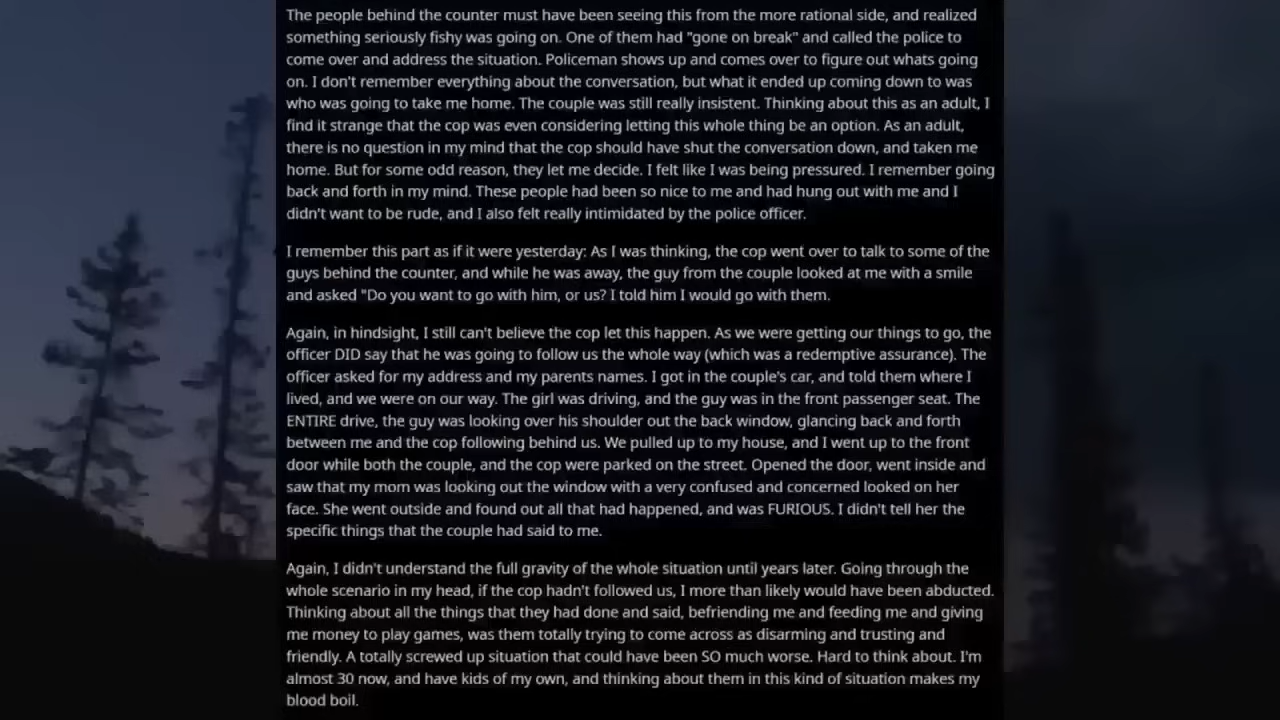 The people behind the counter must have been seeing this from the more rational side, and realized
something seriously fishy was going on. One of them had "gone on break" and called the police to
come over and address the situation. Policeman shows up and comes over to figure out whats going
on. I don't remember everything about the conversation, but what it ended up coming down to was
who was going to take me home. The couple was still really insistent. Thinking about this as an adult, I
find it strange that the cop was even considering letting this whole thing be an option. As an adult,
there is no question in my mind that the cop should have shut the conversation down, and taken me
home. But for some odd reason, they let me decide. I felt like I was being pressured. I remember going
back and forth in my mind. These people had been so nice to me and had hung out with me and I
didn't want to be rude, and I also felt really intimidated by the police officer.
I remember this part as if it were yesterday: As I was thinking, the cop went over to talk to some of the
guys behind the counter, and while he was away, the guy from the couple looked at me with a smile
and asked "Do you want to go with him, or us? I told him I would go with them.
Again, in hindsight, I still can't believe the cop let this happen. As we were getting our things to go, the
officer DID say that he was going to follow us the whole way (which was a redemptive assurance). The
officer asked for my address and my parents names. I got in the couple's car, and told them where I
lived, and we were on our way. The girl was driving, and the guy was in the front passenger seat. The
ENTIRE drive, the guy was looking over his shoulder out the back window, glancing back and forth
between me and the cop following behind us. We pulled up to my house, and I went up to the front
door while both the couple, and the cop were parked on the street. Opened the door, went inside and
saw that my mom was looking out the window with a very confused and concerned looked on her
face. She went outside and found out all that had happened, and was FURIOUS. I didn't tell her the
specific things that the couple had said to me.
Again, I didn't understand the full gravity of the whole situation until years later. Going through the
whole scenario in my head, if the cop hadn't followed us, I more than likely would have been abducted.
Thinking about all the things that they had done and said, befriending me and feeding me and giving
me money to play games, was them totally trying to come across as disarming and trusting and
friendly. A totally screwed up situation that could have been SO much worse. Hard to think about. I'm
almost 30 now, and have kids of my own, and thinking about them in this kind of situation makes my
blood boil.